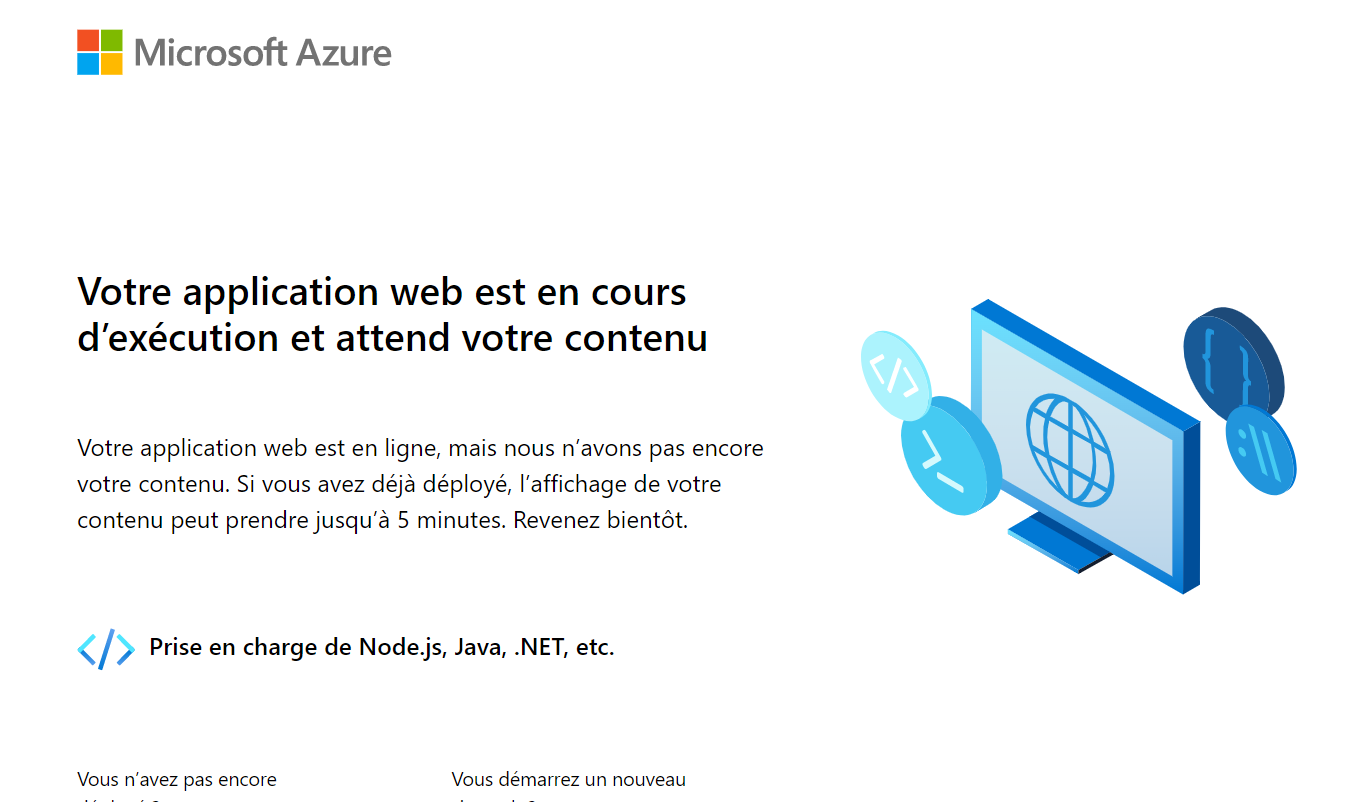 Microsoft Azure
Votre application web est en cours
d’exécution et attend votre contenu
Votre application web est en ligne, mais nous n’avons pas encore
votre contenu. Si vous avez déjà déployé, l’affichage de votre
contenu peut prendre jusqu’à 5 minutes. Revenez bientôt.
Prise en charge de Node.js, Java, .NET, etc.
Vous n’avez pas encore
Vous démarrez un nouveau